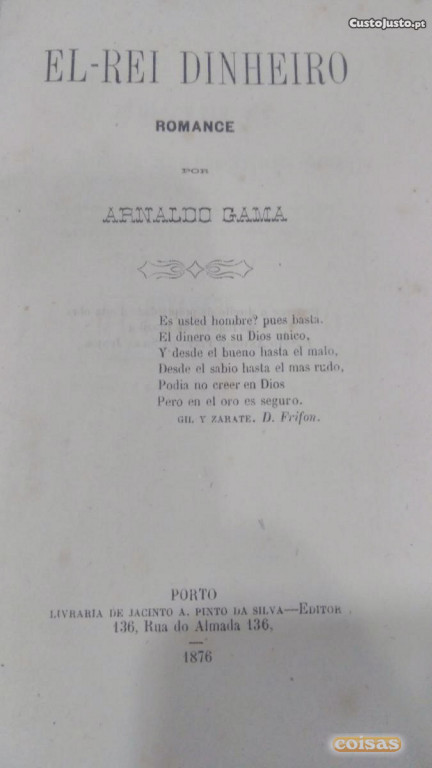 CustoJusto.pt
EL-REI DINHEIRO
ROMANCE
POR
ARNALDO GAMA
Es usted hombre? pues basta.
El dinero es su Dios unico,
Y desde el bueno hasta el malo,
Desde el sabio hasta el mas rudo,
Podia no creer en Dios
Pero en el oro es seguro.
GIL Y ZARATE. D. Frifon.
PORTO
LIVRARIA DE JACINTO A. PINTO DA SILVA—EDITOR
136, Rua do Almada 136,
1876
coisas